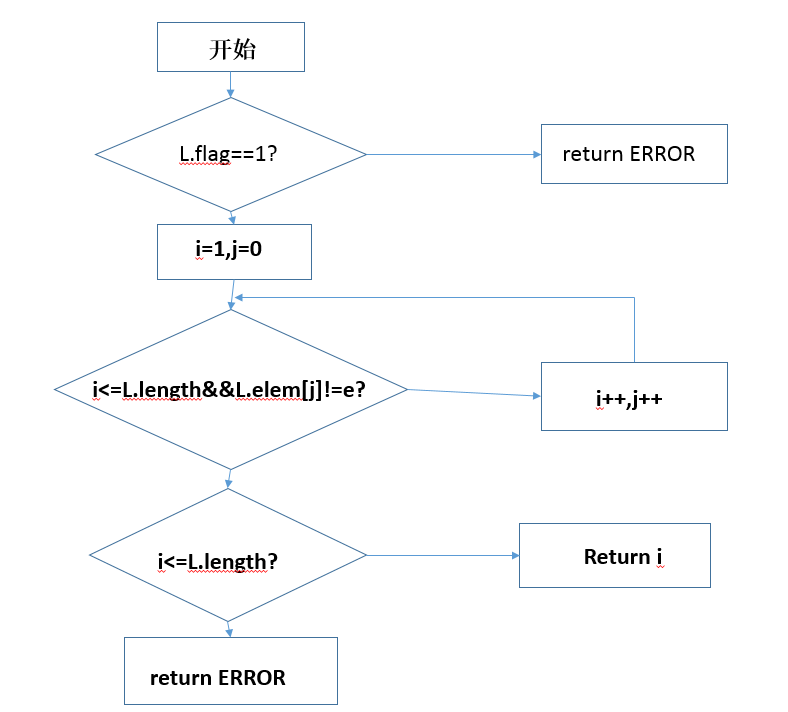 开始
L.flag==1?
return ERROR
i=1,j=0
i<=L.length&&L.elem[j]!=e?
i++,j++
i<=L.length?
Return i
return ERROR